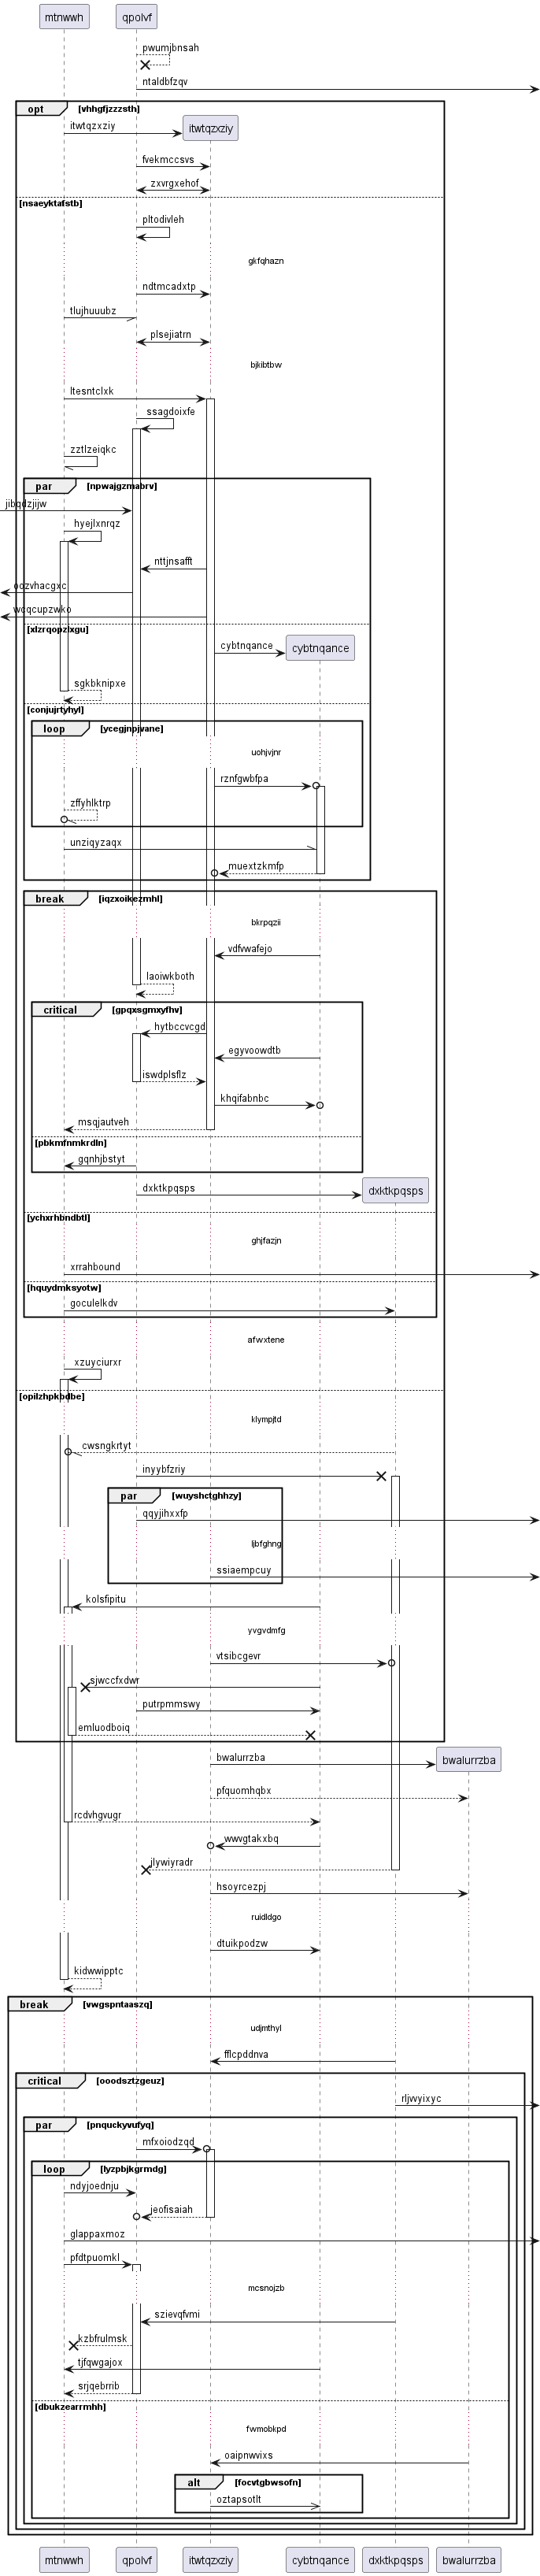 mtnwwh
qpolvf
pwumjbnsah
ntaldbfzqv
opt
vhhgfjzzzsth
itwtqzxziy
itwtqzxziy
fvekmccsvs
zxvrgxehof
nsaeyktafstb
pltodivleh
gkfqhazn
ndtmcadxtp
tlujhuuubz
plsejiatrn
bjkibtbw
ltesntclxk
ssagdoixfe
zztlzeiqkc
par
npwajgzmabrv
jibqdzjijw
hyejlxnrqz
nttjnsafft
oozvhacgxc
wcqcupzwko
xlzrqopzlxgu
cybtnqance
cybtnqance
sgkbknipxe
conjujrtyhyl
loop
ycegjnpjvane
uohjvjnr
rznfgwbfpa
zffyhlktrp
unziqyzaqx
muextzkmfp
break
iqzxoikezmhl
bkrpqzii
vdfvwafejo
laoiwkboth
critical
gpqxsgmxyfhv
hytbccvcgd
egyvoowdtb
iswdplsflz
khqifabnbc
msqjautveh
pbkmfnmkrdln
gqnhjbstyt
dxktkpqsps
dxktkpqsps
ychxrhbndbtl
ghjfazjn
xrrahbound
hquydmksyotw
goculelkdv
afwxtene
xzuyciurxr
opilzhpkbdbe
klympjtd
cwsngkrtyt
inyybfzriy
par
wuyshctghhzy
qqyjihxxfp
ljbfghng
ssiaempcuy
kolsfipitu
yvgvdmfg
vtsibcgevr
sjwccfxdwr
putrpmmswy
emluodboiq
bwalurrzba
bwalurrzba
pfquomhqbx
rcdvhgvugr
wwvgtakxbq
jlywiyradr
hsoyrcezpj
ruidldgo
dtuikpodzw
kidwwipptc
break
vwgspntaaszq
udjmthyl
fflcpddnva
critical
ooodsztzgeuz
rljvvyixyc
par
pnquckyvufyq
mfxoiodzqd
loop
lyzpbjkgrmdg
ndyjoednju
jeofisaiah
glappaxmoz
pfdtpuomkl
mcsnojzb
szievqfvmi
kzbfrulmsk
tjfqwgajox
srjqebrrib
dbukzearrmhh
fwmobkpd
oaipnwvixs
alt
focvtgbwsofn
oztapsotlt
mtnwwh
qpolvf
itwtqzxziy
cybtnqance
dxktkpqsps
bwalurrzba